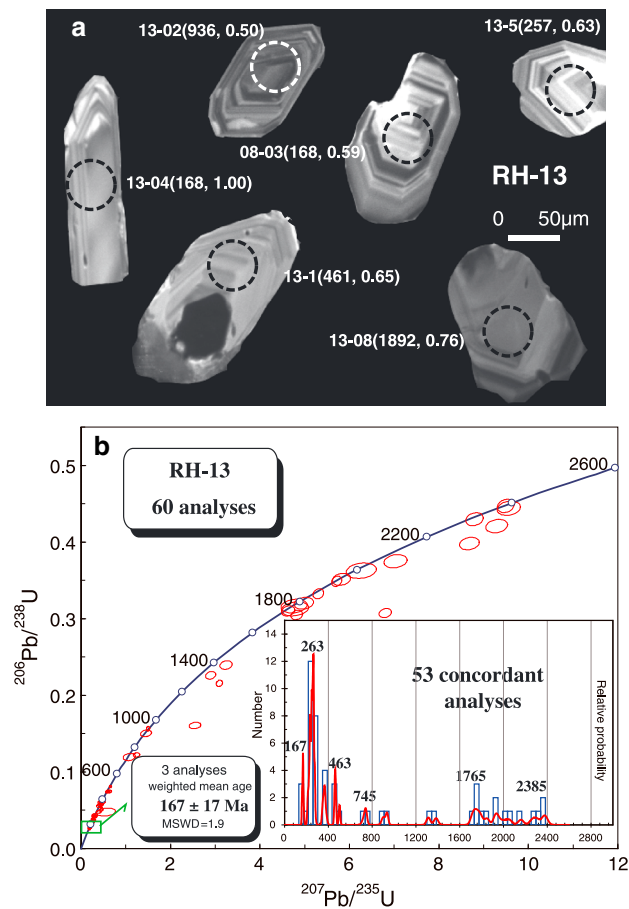 a
13-02(936, 0.50)
13-5(257, 0.63)
08-03(168, 0.59)
RH-13
13-04(168, 1.00)
0 50µm
13-1(461, 0.65)
13-08(1892, 0.76)
b
RH-13
60 analyses
2600
2200
1800
1400
1000
600
0.5
0.4
0.3
0.2
0.1
0.0
206Pb/238U
0 2 4 6 8 10 12
207Pb/235U
3 analyses
weighted mean age
167 ± 17 Ma
MSWD=1.9
53 concordant
analyses
Number
Relative probability
14
12
10
8
6
4
2
0
263
167
463
745
1765
2385
0 400 800 1200 1600 2000 2400 2800